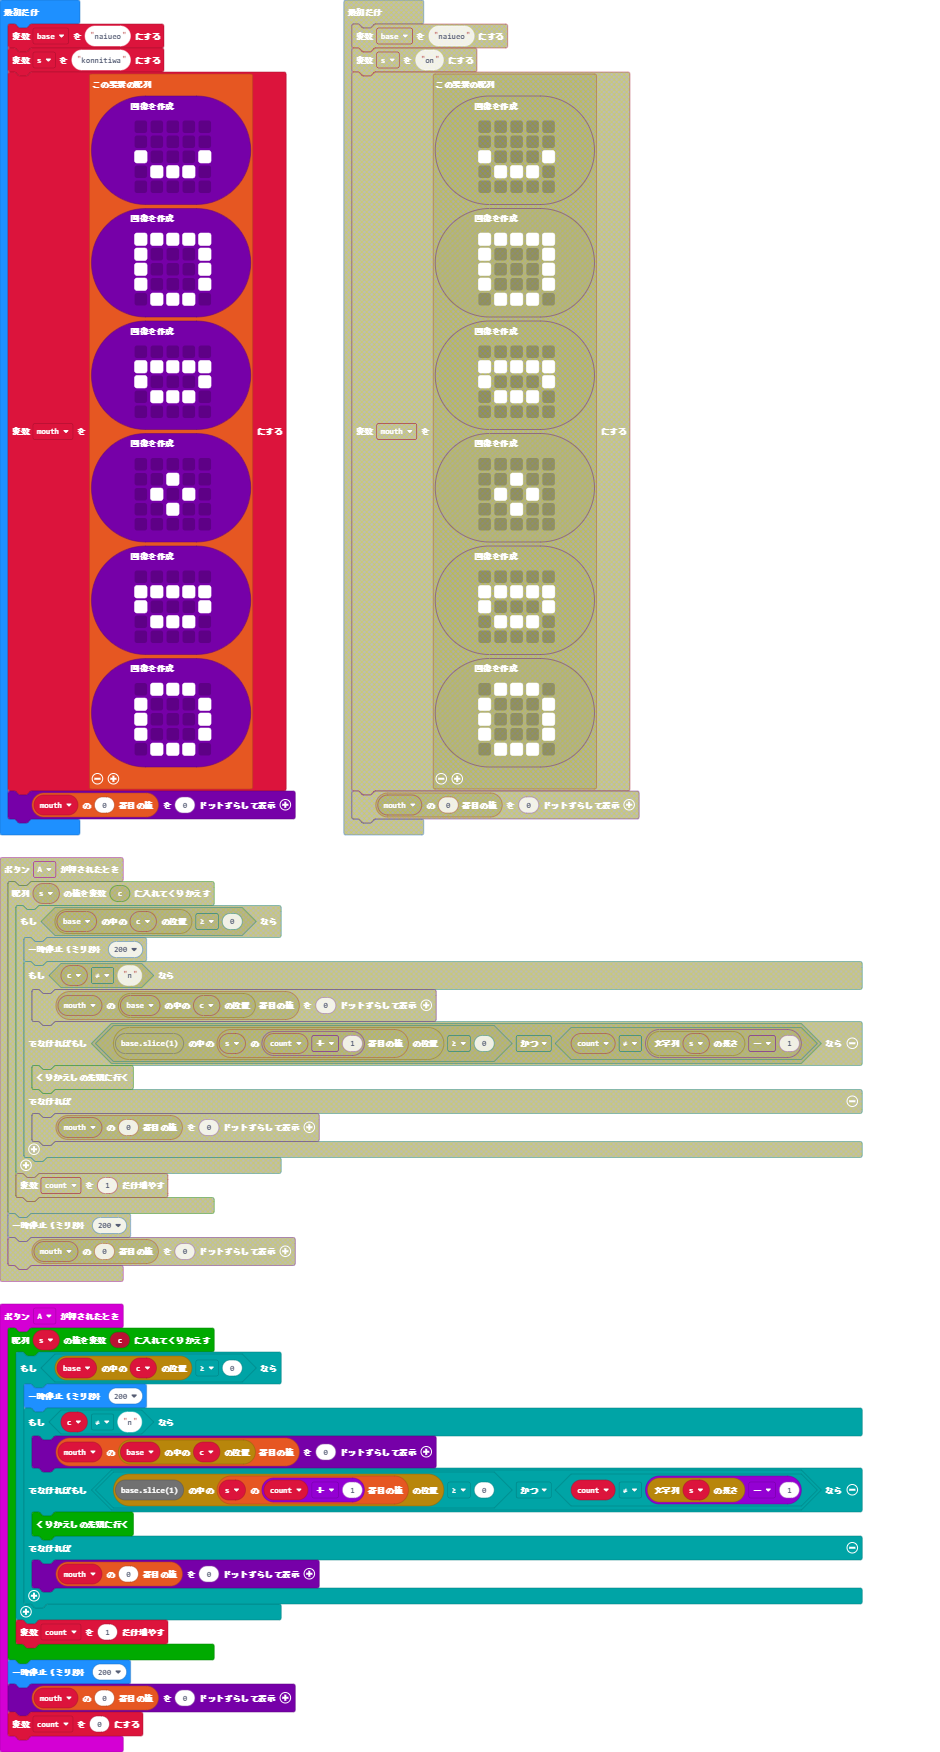 最初だけ
変数 base を "naiueo" にする
変数 s を "konnitiwa" にする
この要素の配列
画像を作成
画像を作成
画像を作成
変数 mouth を にする
画像を作成
画像を作成
画像を作成
mouth の 0 番目の値 を 0 ドットずらして表示
最初だけ
変数 base を "naiueo" にする
変数 s を "on" にする
この要素の配列
画像を作成
画像を作成
画像を作成
変数 mouth を にする
画像を作成
画像を作成
画像を作成
mouth の 0 番目の値 を 0 ドットずらして表示
ボタン A が押されたとき
配列 s の値を変数 c に入れてくりかえす
もし base の中の c の位置 ≥ 0 なら
一時停止（ミリ秒） 200
もし c ≠ "n" なら
mouth の base の中の c の位置 番目の値 を 0 ドットずらして表示
でなければもし base.slice(1) の中の s の count + 1 番目の値 の位置 ≥ 0 かつ count ≠ 文字列 s の長さ - 1 なら
くりかえしの先頭に行く
でなければ
mouth の 0 番目の値 を 0 ドットずらして表示
変数 count を 1 だけ増やす
一時停止（ミリ秒） 200
mouth の 0 番目の値 を 0 ドットずらして表示
ボタン A が押されたとき
配列 s の値を変数 c に入れてくりかえす
もし base の中の c の位置 ≥ 0 なら
一時停止（ミリ秒） 200
もし c ≠ "n" なら
mouth の base の中の c の位置 番目の値 を 0 ドットずらして表示
でなければもし base.slice(1) の中の s の count + 1 番目の値 の位置 ≥ 0 かつ count ≠ 文字列 s の長さ - 1 なら
くりかえしの先頭に行く
でなければ
mouth の 0 番目の値 を 0 ドットずらして表示
変数 count を 1 だけ増やす
一時停止（ミリ秒） 200
mouth の 0 番目の値 を 0 ドットずらして表示
変数 count を 0 にする